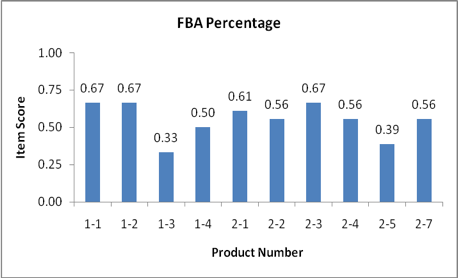 FBA Percentage
1.00
0.75
0.50
0.25
0.00
Item Score
0.67 0.67 0.33 0.50 0.61 0.56 0.67 0.56 0.39 0.56
1-1 1-2 1-3 1-4 2-1 2-2 2-3 2-4 2-5 2-7
Product Number